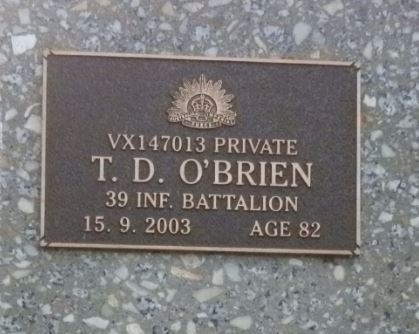 VX147013 PRIVATE
T. D. O'BRIEN
39 INF. BATTALION
15. 9. 2003 AGE 82